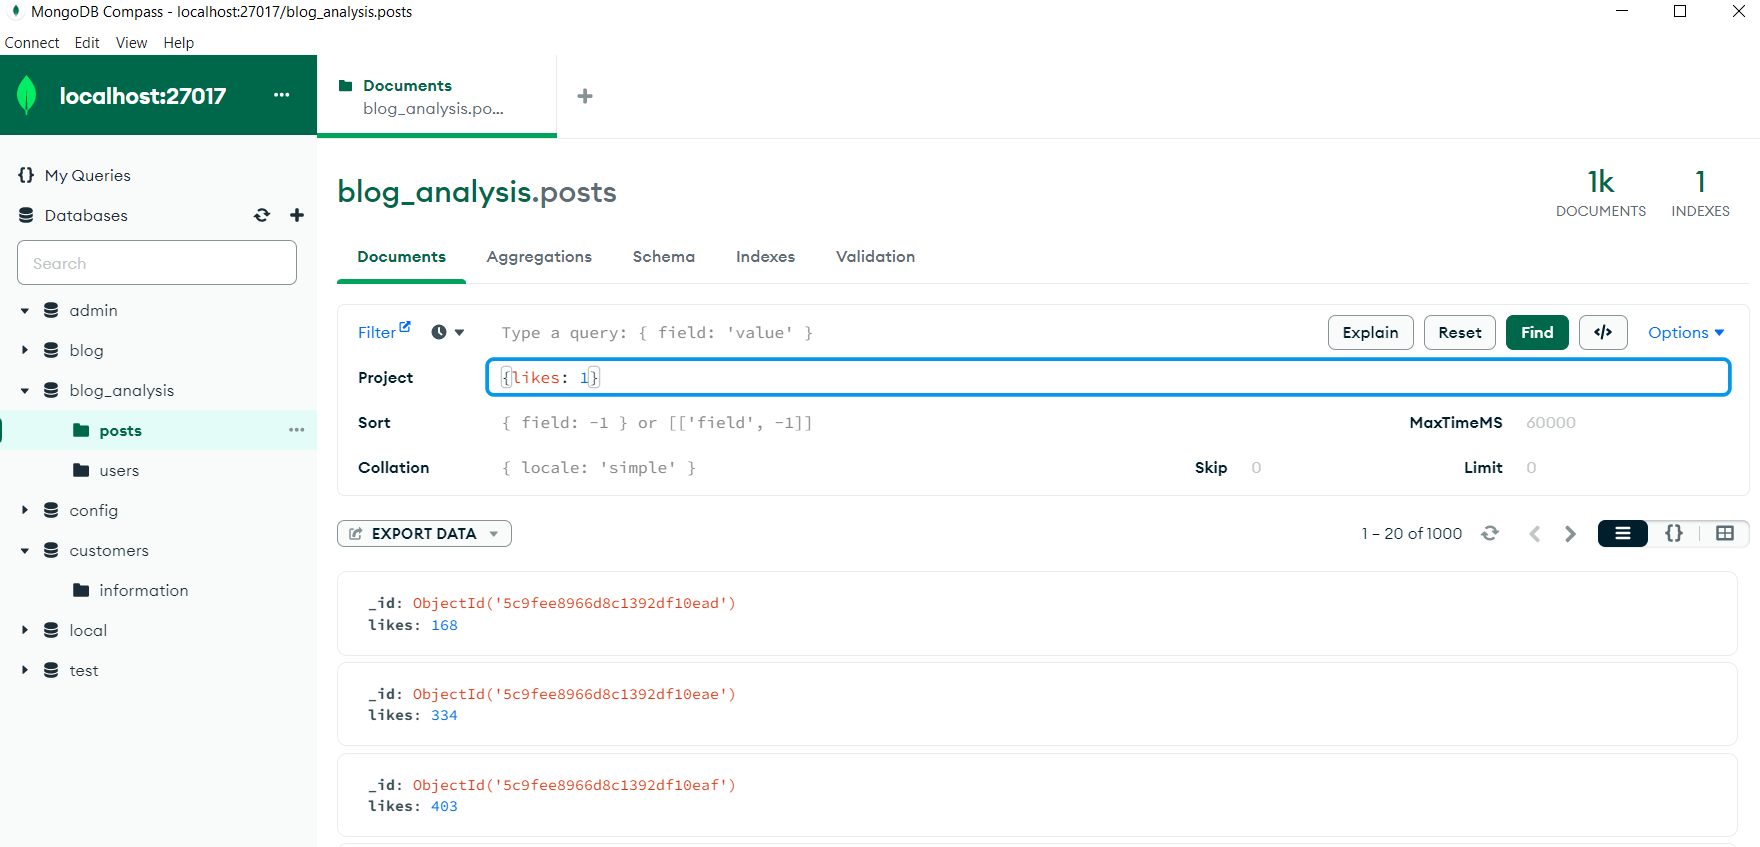 MongoDB Compass - localhost:27017/blog_analysis.posts
Connect Edit View Help
localhost:27017
Documents
blog_analysis.po...
My Queries
Databases
Search
admin
blog
blog_analysis
posts
users
config
customers
information
local
test
blog_analysis.posts
1k
DOCUMENTS
1
INDEXES
Documents Aggregations Schema Indexes Validation
Filter Type a query: { field: 'value' } Explain Reset Find </> Options
Project {likes: 1}
Sort { field: -1 } or [['field', -1]] MaxTimeMS 60000
Collation { locale: 'simple' } Skip 0 Limit 0
EXPORT DATA 1 – 20 of 1000 {}
_id: ObjectId('5c9fee8966d8c1392df10ead')
likes: 168
_id: ObjectId('5c9fee8966d8c1392df10eae')
likes: 334
_id: ObjectId('5c9fee8966d8c1392df10eaf')
likes: 403